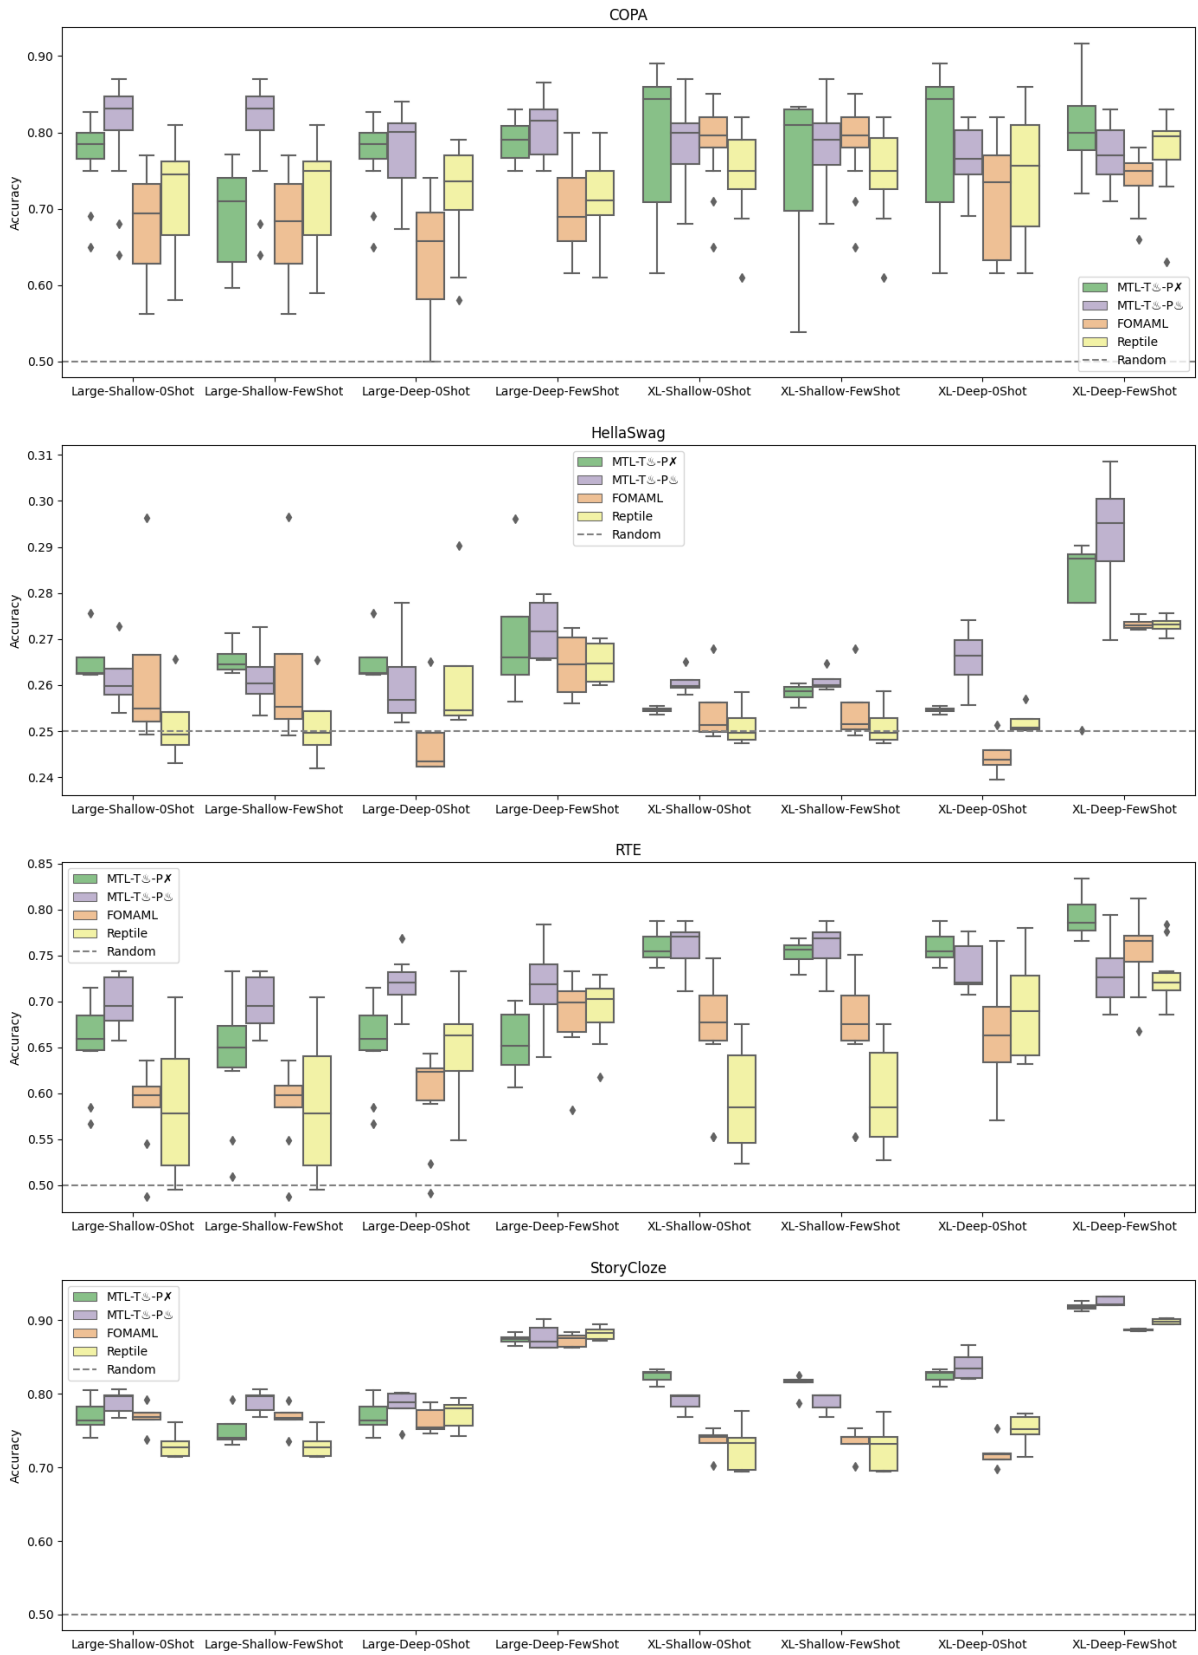 COPA
0.90
0.80
0.70
0.60
0.50
Accuracy
MTL-T♨-P✗
MTL-T♨-P♨
FOMAML
Reptile
Random
Large-Shallow-0Shot Large-Shallow-FewShot Large-Deep-0Shot Large-Deep-FewShot XL-Shallow-0Shot XL-Shallow-FewShot XL-Deep-0Shot XL-Deep-FewShot
HellaSwag
0.31
0.30
0.29
0.28
0.27
0.26
0.25
0.24
Accuracy
MTL-T♨-P✗
MTL-T♨-P♨
FOMAML
Reptile
Random
Large-Shallow-0Shot Large-Shallow-FewShot Large-Deep-0Shot Large-Deep-FewShot XL-Shallow-0Shot XL-Shallow-FewShot XL-Deep-0Shot XL-Deep-FewShot
RTE
0.85
0.80
0.75
0.70
0.65
0.60
0.55
0.50
Accuracy
MTL-T♨-P✗
MTL-T♨-P♨
FOMAML
Reptile
Random
Large-Shallow-0Shot Large-Shallow-FewShot Large-Deep-0Shot Large-Deep-FewShot XL-Shallow-0Shot XL-Shallow-FewShot XL-Deep-0Shot XL-Deep-FewShot
StoryCloze
0.90
0.80
0.70
0.60
0.50
Accuracy
MTL-T♨-P✗
MTL-T♨-P♨
FOMAML
Reptile
Random
Large-Shallow-0Shot Large-Shallow-FewShot Large-Deep-0Shot Large-Deep-FewShot XL-Shallow-0Shot XL-Shallow-FewShot XL-Deep-0Shot XL-Deep-FewShot